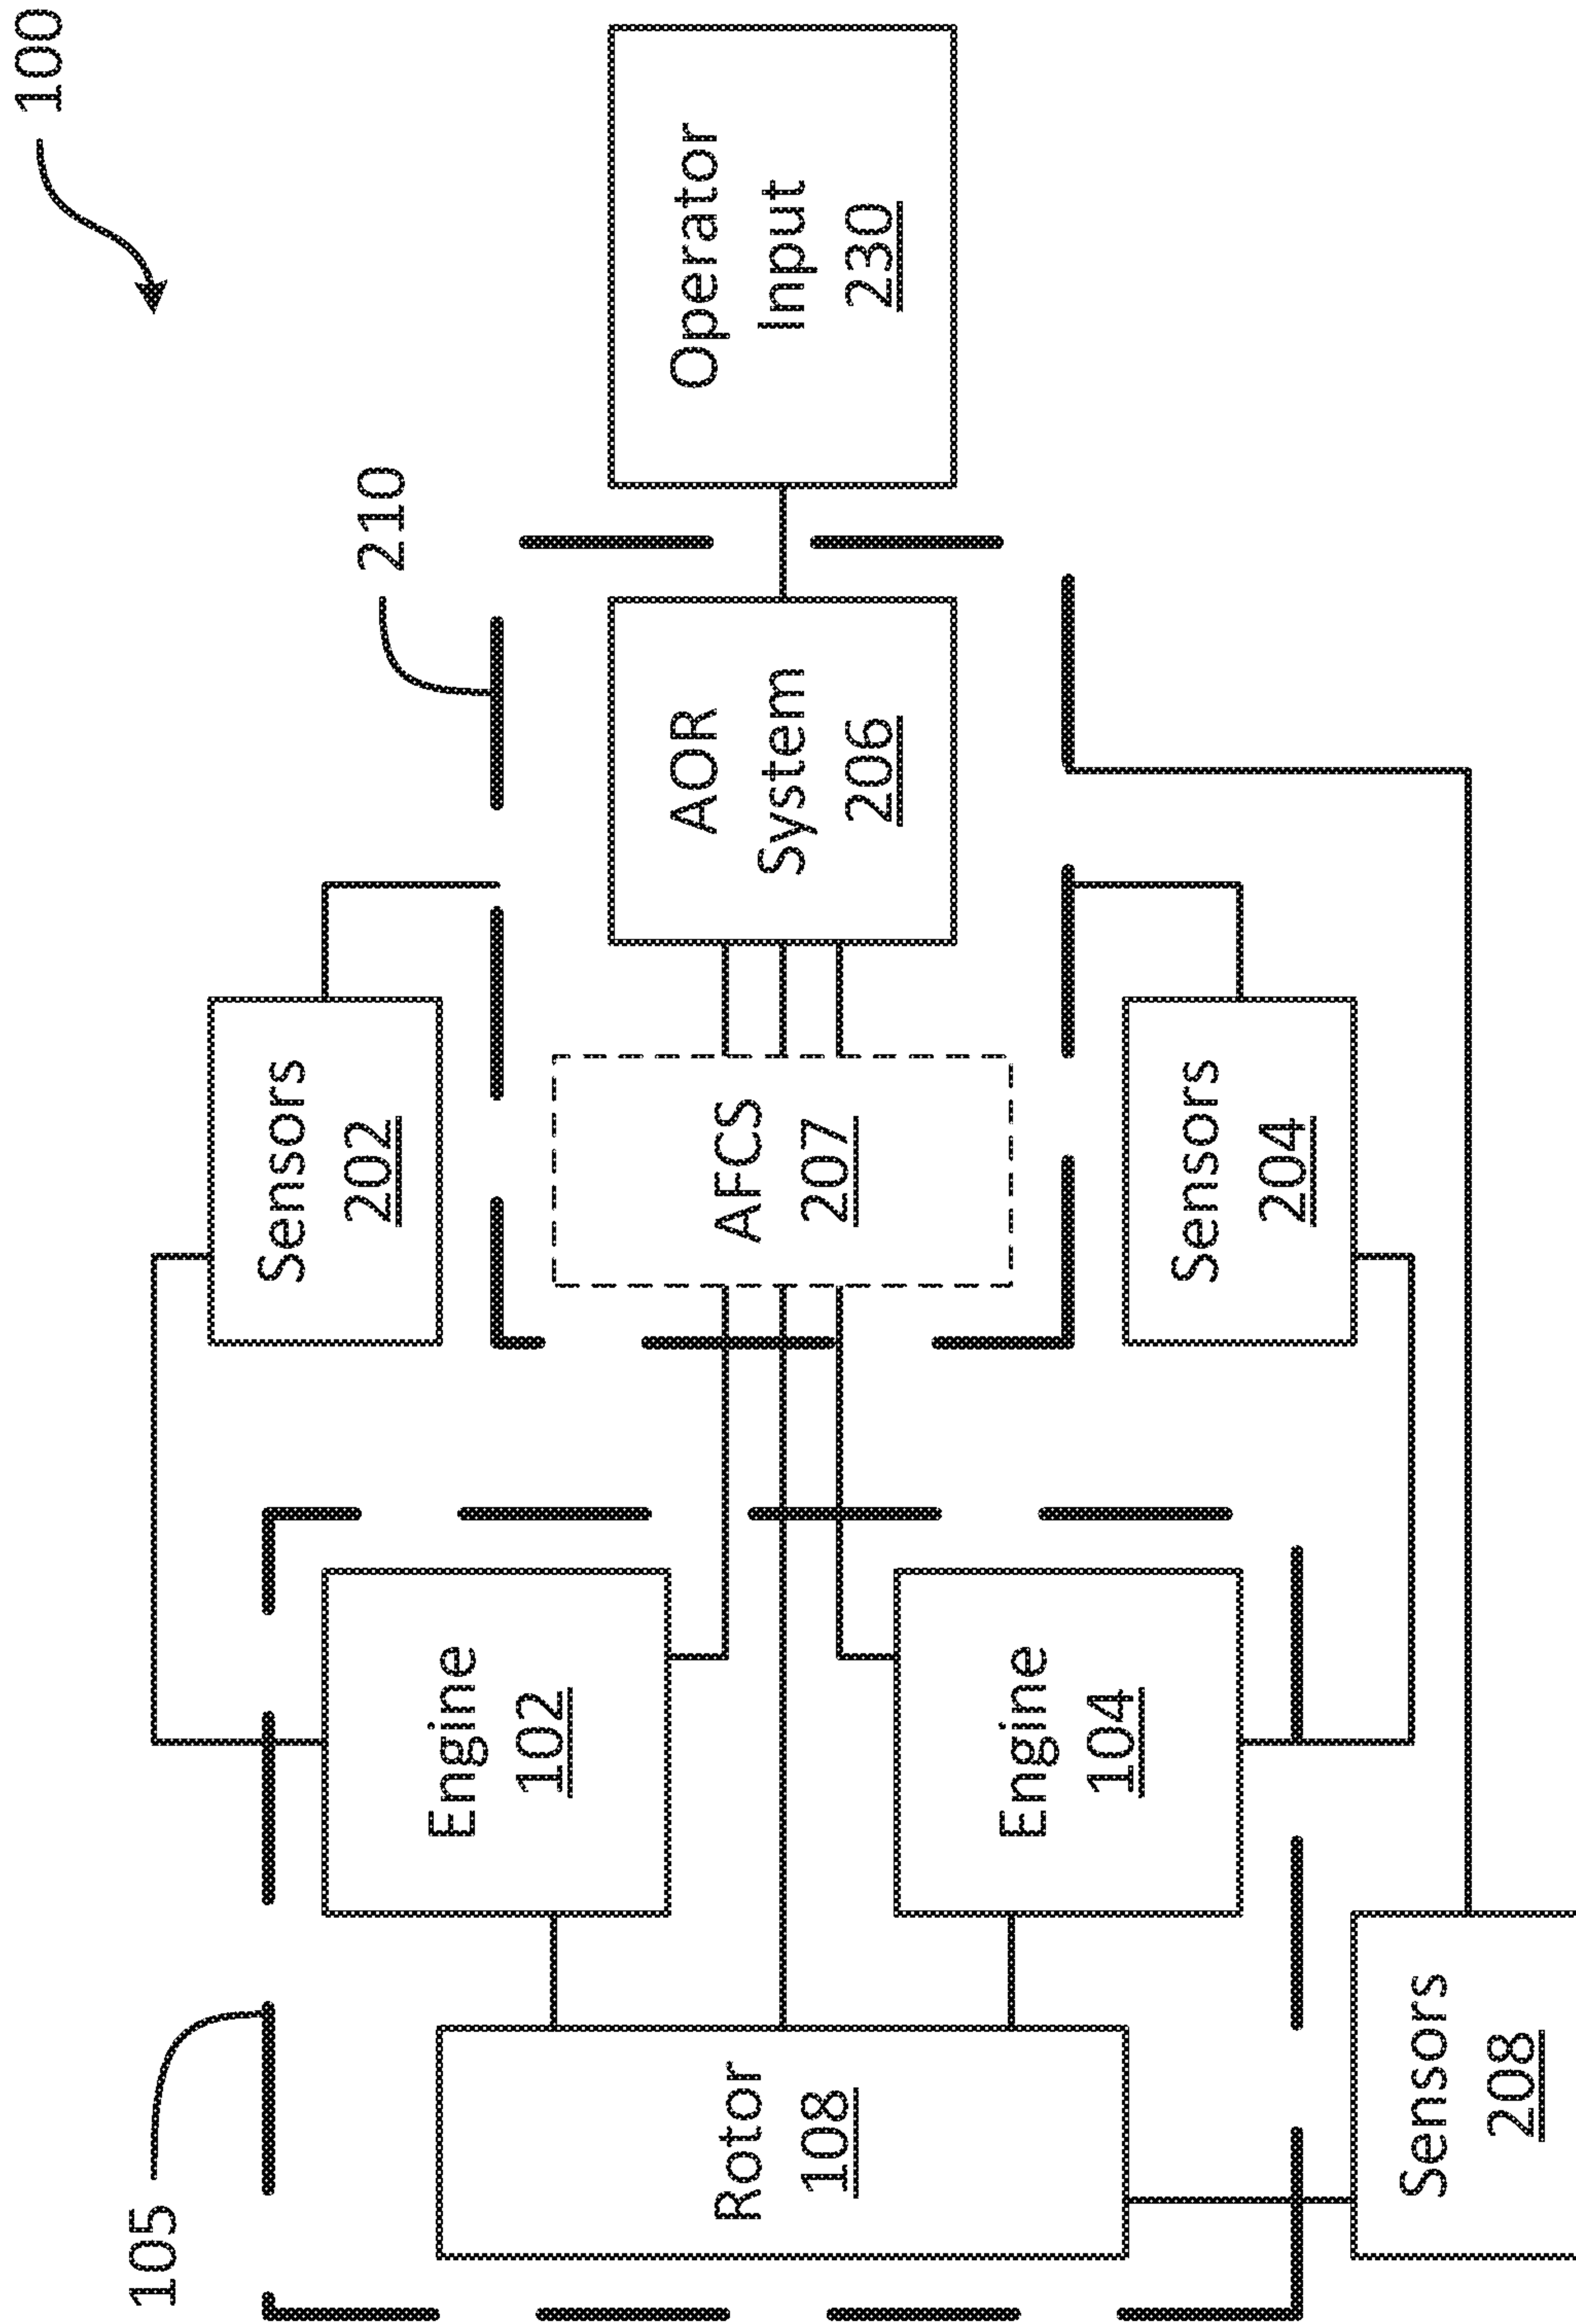 100
105
210
Sensors
202
Engine
102
Rotor
108
AFCS
207
AOR
System
206
Operator
Input
230
Engine
104
Sensors
204
Sensors
208